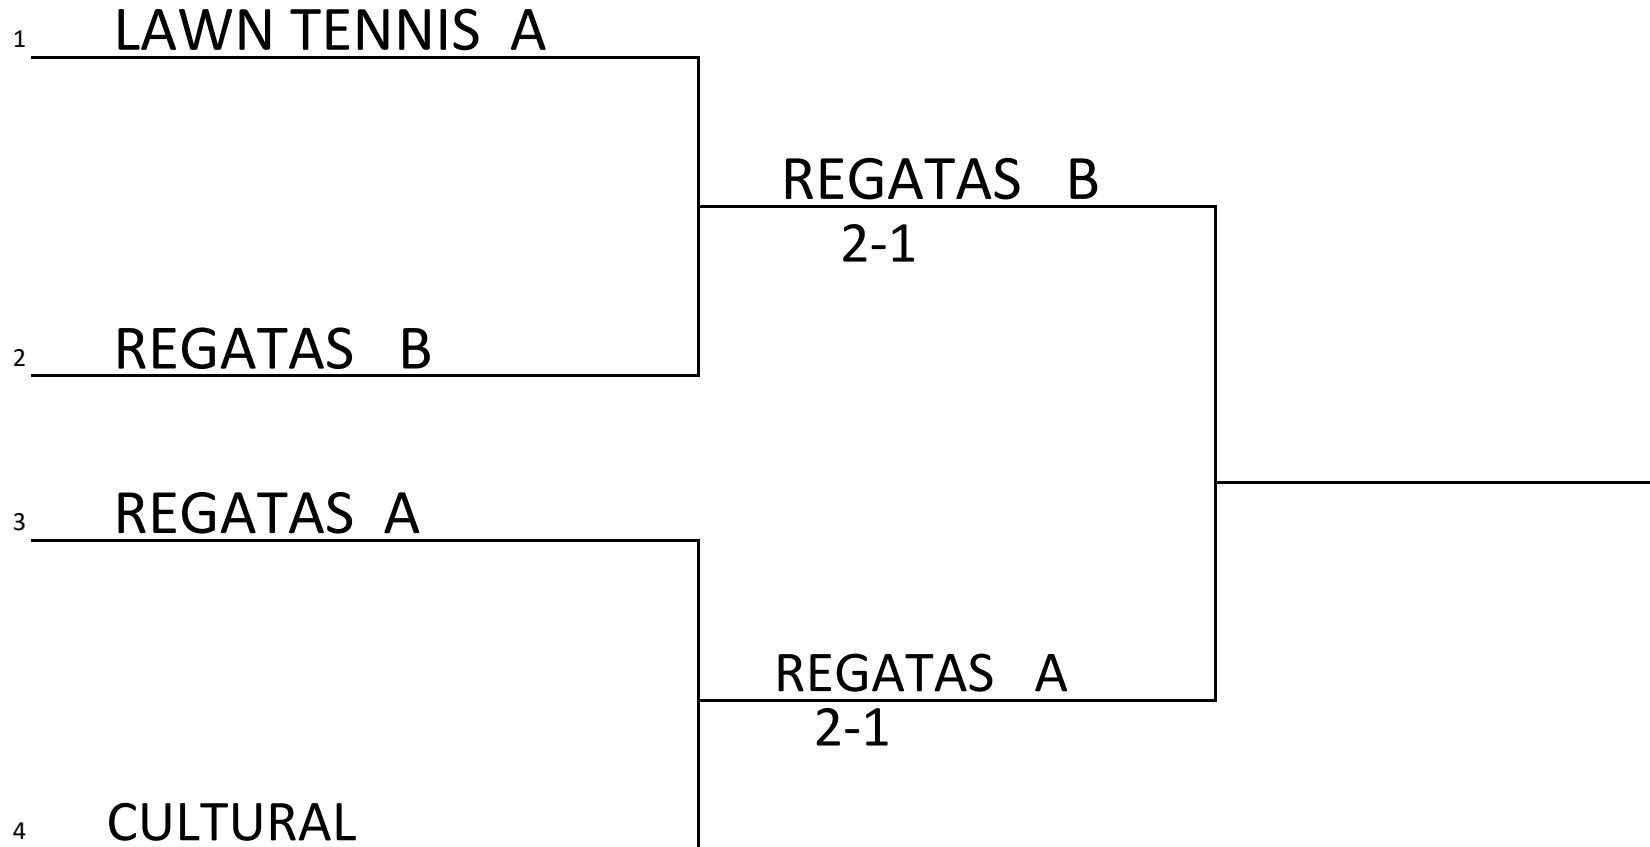 1 LAWN TENNIS A
REGATAS B
2-1
2 REGATAS B
3 REGATAS A
REGATAS A
2-1
4 CULTURAL